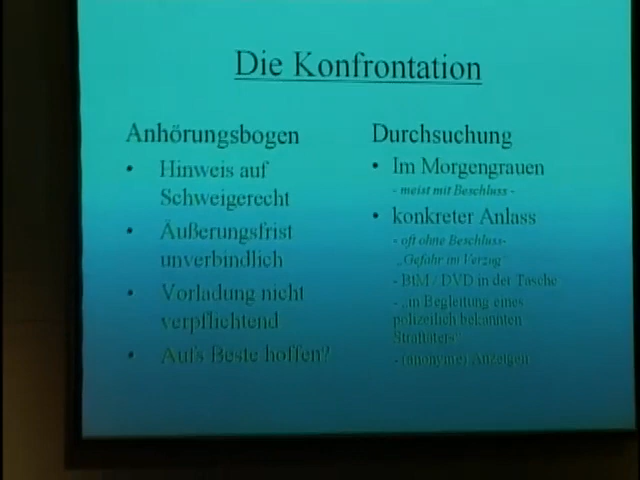 Die Konfrontation
Anhörungsbogen
• Hinweis auf
Schweigerecht
• Äußerungsfrist
unverbindlich
• Vorladung nicht
verpflichtend
• Auf's Beste hoffen?
Durchsuchung
• Im Morgengrauen
- meist mit Beschluss -
• konkreter Anlass
- oft ohne Beschluss-
„Gefahr im Verzug"
- BtM / DVD in der Tasche
- „in Begleitung eines
polizeilich bekannten
Straftäters"
- (anonyme) Anzeigen